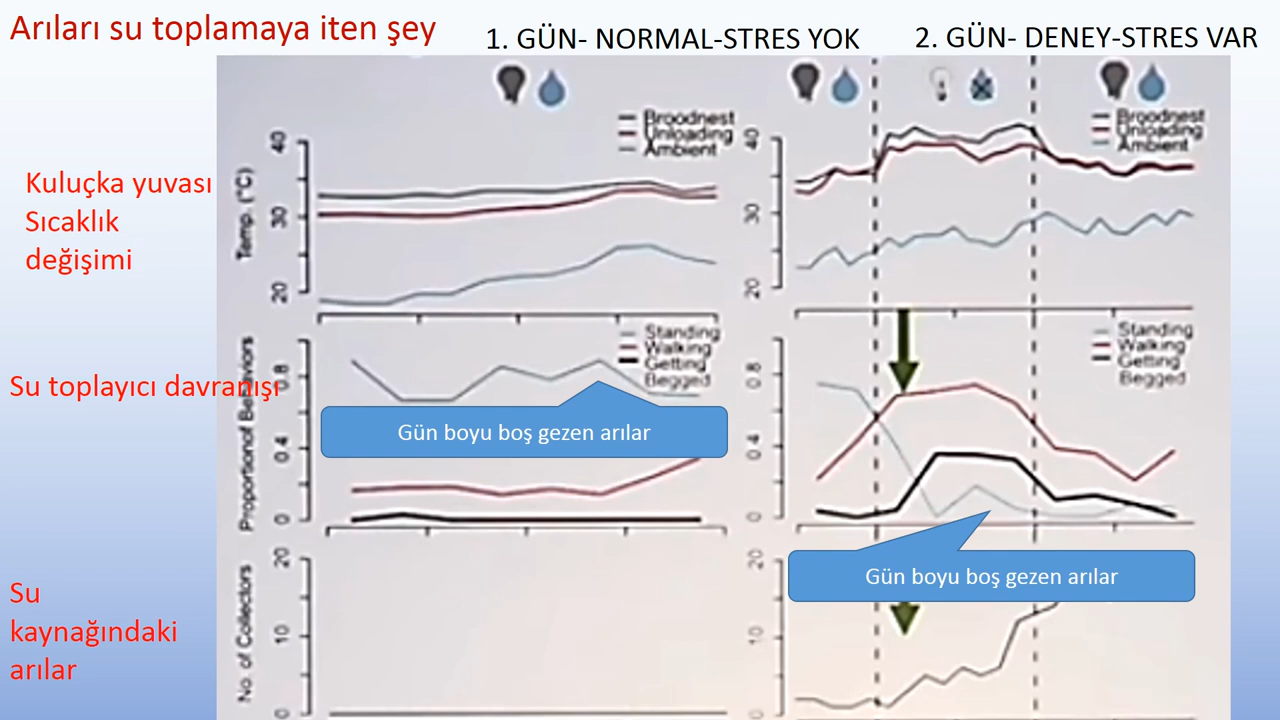 Arıları su toplamaya iten şey
1. GÜN- NORMAL-STRES YOK
2. GÜN- DENEY-STRES VAR
Kuluçka yuvası
Sıcaklık
değişimi
Temp. (°C)
40
30
20
Broodnest
Unloading
Ambient
40
30
20
Broodnest
Unloading
Ambient
Su toplayıcı davranışı
Proportion of Behaviors
0.8
0.4
0
Standing
Walking
Getting
Begged
Gün boyu boş gezen arılar
0.8
0.4
0
Standing
Walking
Getting
Begged
Gün boyu boş gezen arılar
Su
kaynağındaki
arılar
No. of Collectors
20
10
0
20
10
0